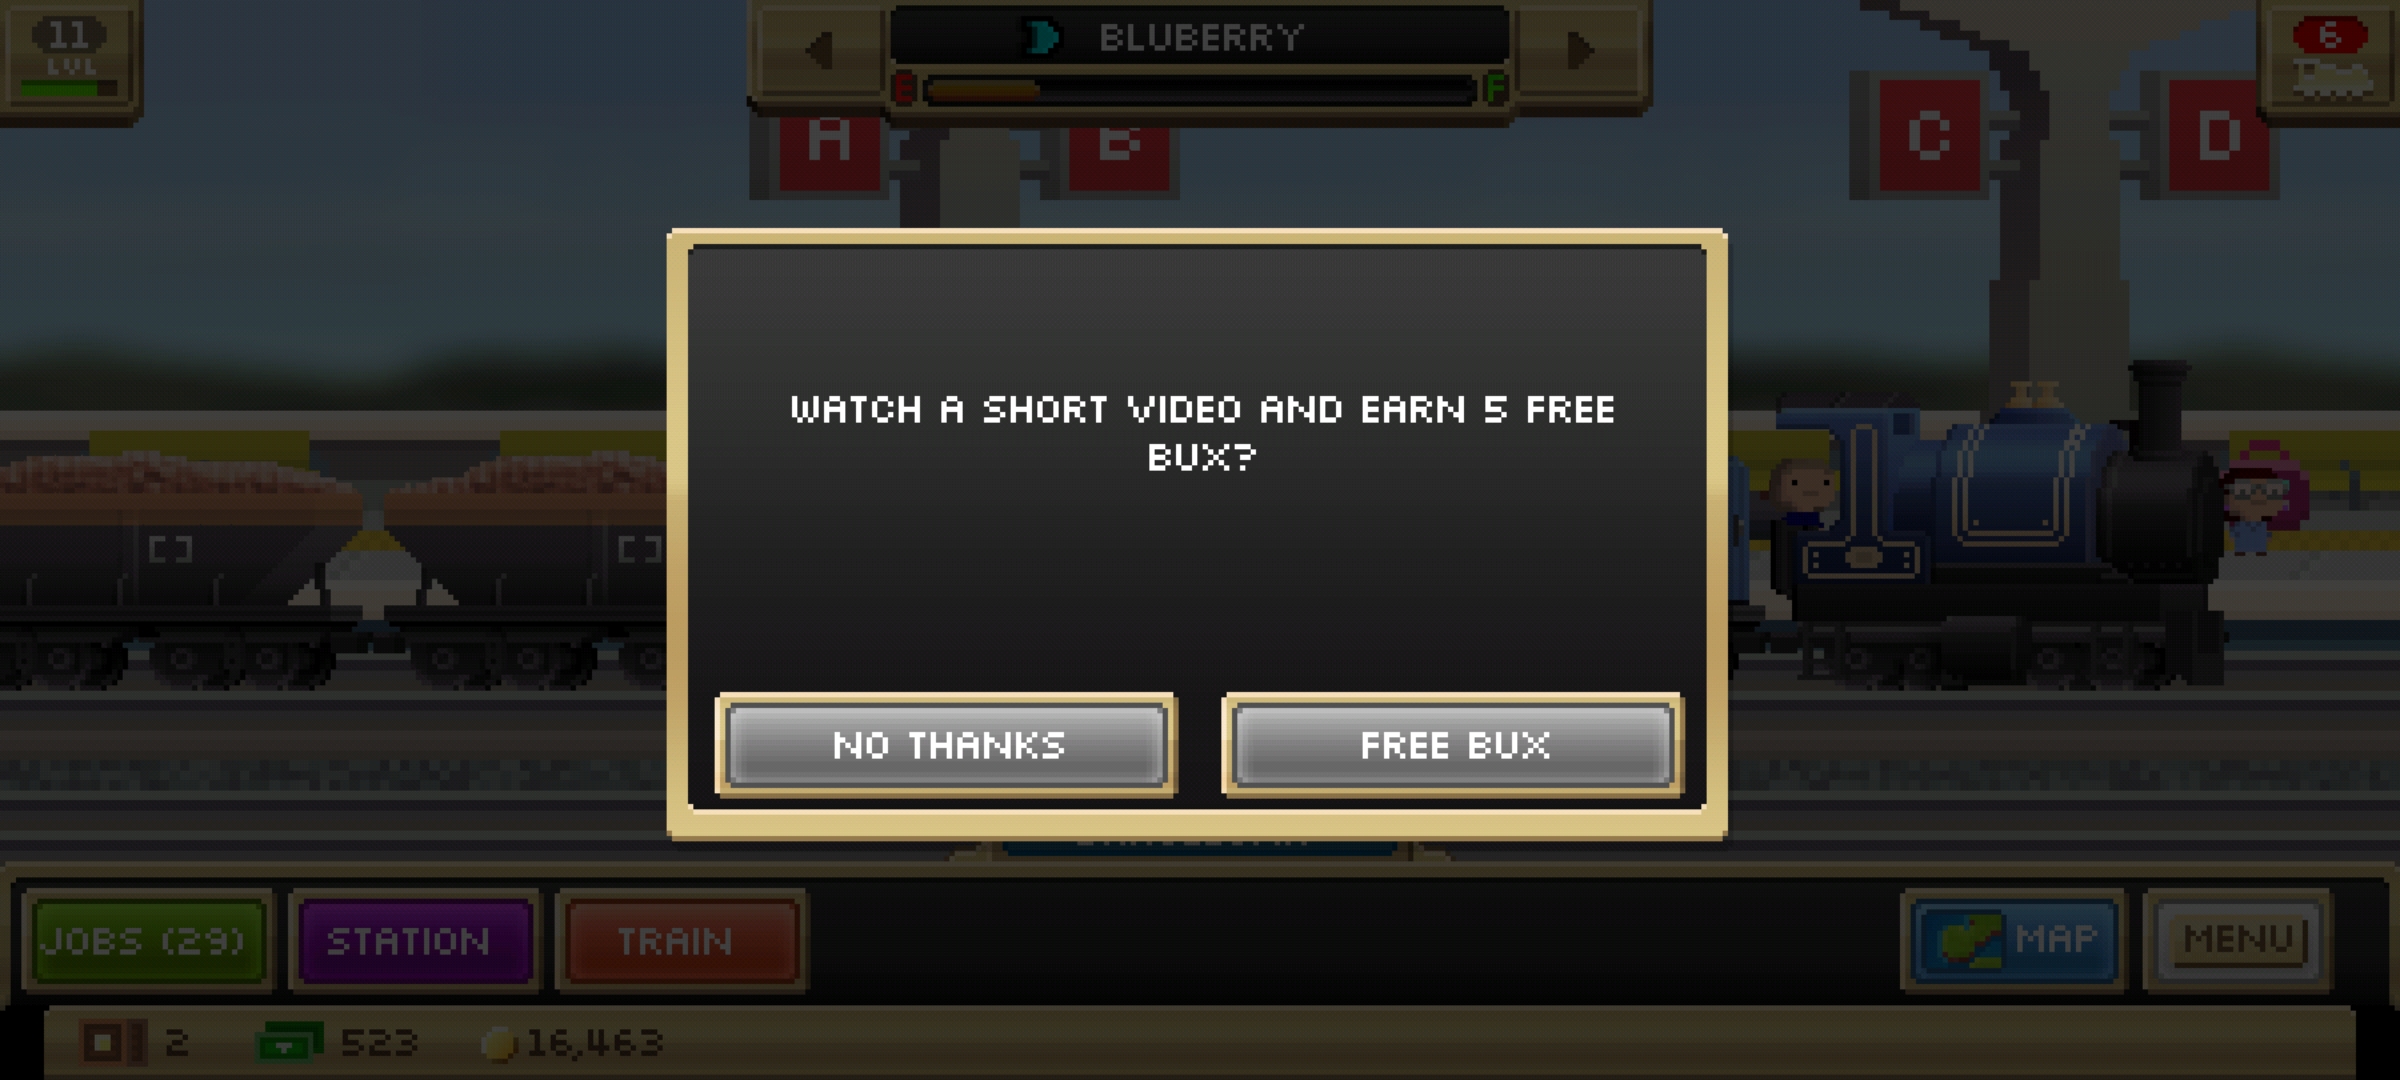 11
LVL
BLUBERRY
E
F
6
A
B
C
D
[]
[]
WATCH A SHORT VIDEO AND EARN 5 FREE
BUX?
NO THANKS
FREE BUX
JOBS (29)
STATION
TRAIN
MAP
MENU
2
523
16,463